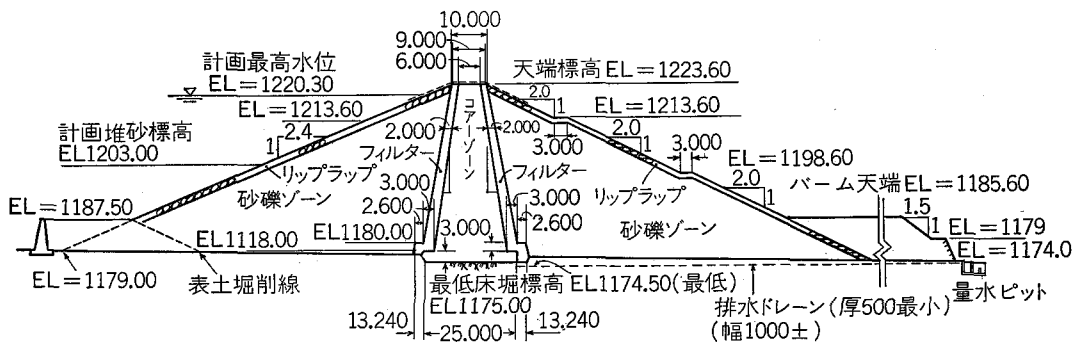 10.000
9.000
6.000
計画最高水位
EL=1220.30
天端標高 EL=1223.60
EL=1213.60
2.0
1
EL=1213.60
計画堆砂標高
EL1203.00
2.4
1
2.000
コアーゾーン
2.000
3.000
2.0
1
3.000
EL=1198.60
フィルター
フィルター
リップラップ
リップラップ
砂礫ゾーン
砂礫ゾーン
2.0
1
バーム天端 EL=1185.60
EL=1187.50
3.000
2.600
3.000
3.000
2.600
1.5
1
EL=1179
EL=1174.0
EL1180.00
EL1118.00
EL=1179.00
表土堀削線
最低床堀標高
EL1175.00
EL1174.50(最低)
排水ドレーン(厚500最小)
(幅1000±)
量水ピット
13.240
25.000
13.240